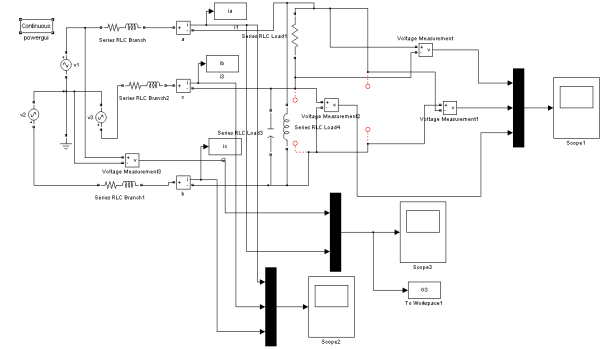 Continuous
powergui
v1
v2
v3
Series RLC Branch
a
ia
i1
Series RLC Load1
Voltage Measurement
Series RLC Branch2
c
ib
i3
Voltage Measurement2
Voltage Measurement1
Scope1
Series RLC Load3
Series RLC Load4
ic
i2
Voltage Measurement3
Series RLC Branch1
b
Scope3
G3
To Workspace1
Scope2